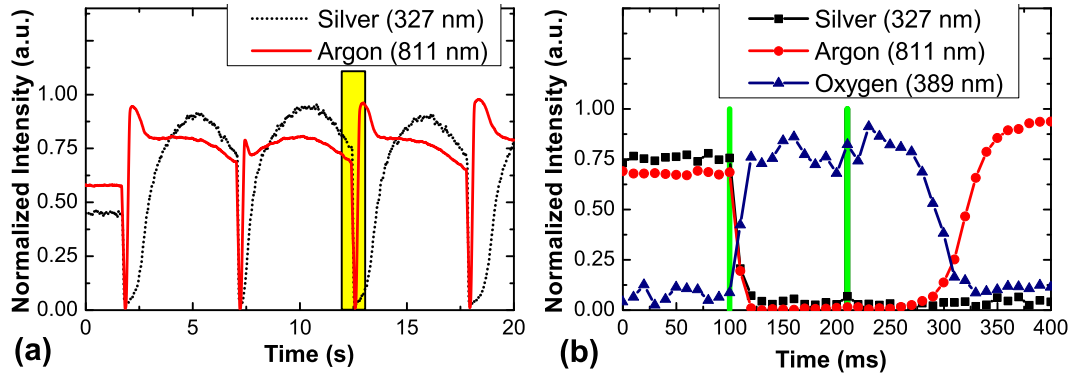 Silver (327 nm)
Argon (811 nm)
Normalized Intensity (a.u.)
1.00
0.75
0.50
0.25
0.00
0
5
10
15
20
Time (s)
(a)
Silver (327 nm)
Argon (811 nm)
Oxygen (389 nm)
Normalized Intensity (a.u.)
1.00
0.75
0.50
0.25
0.00
0
50
100
150
200
250
300
350
400
Time (ms)
(b)